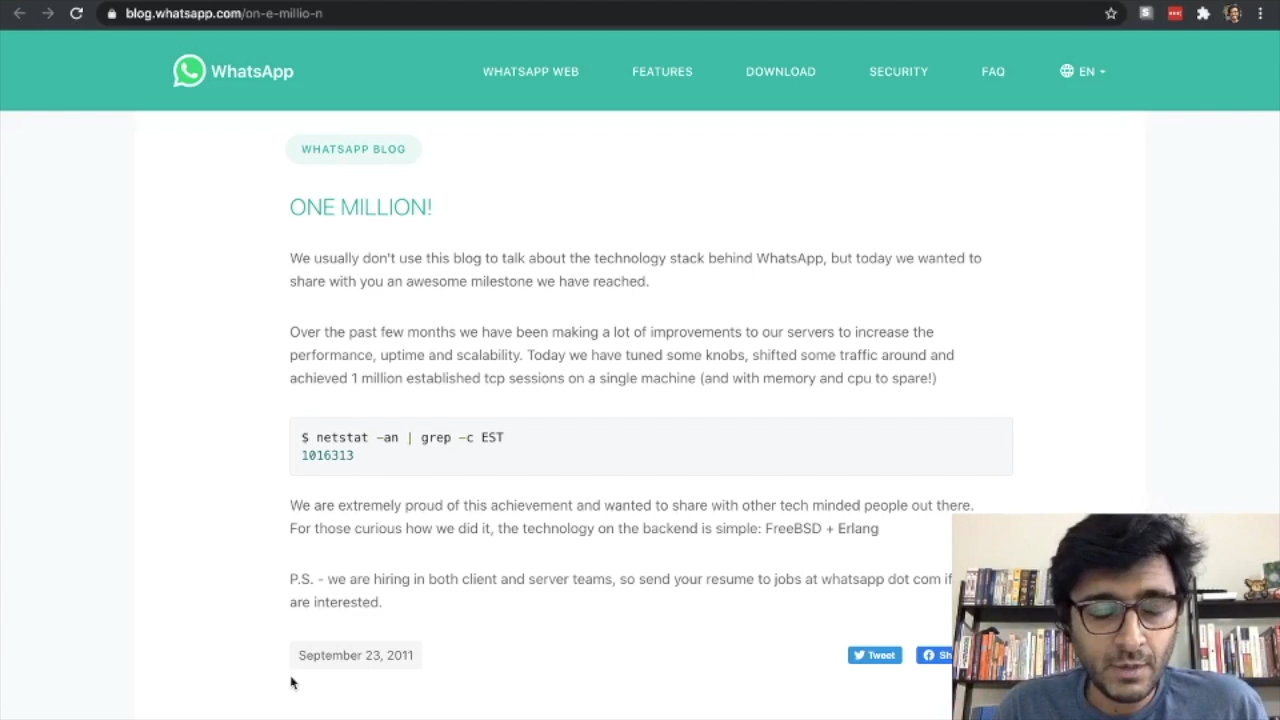 blog.whatsapp.com/on-e-millio-n
WhatsApp
WHATSAPP WEB
FEATURES
DOWNLOAD
SECURITY
FAQ
EN
WHATSAPP BLOG
ONE MILLION!
We usually don't use this blog to talk about the technology stack behind WhatsApp, but today we wanted to
share with you an awesome milestone we have reached.
Over the past few months we have been making a lot of improvements to our servers to increase the
performance, uptime and scalability. Today we have tuned some knobs, shifted some traffic around and
achieved 1 million established tcp sessions on a single machine (and with memory and cpu to spare!)
$ netstat -an | grep -c EST
1016313
We are extremely proud of this achievement and wanted to share with other tech minded people out there.
For those curious how we did it, the technology on the backend is simple: FreeBSD + Erlang
P.S. - we are hiring in both client and server teams, so send your resume to jobs at whatsapp dot com if
are interested.
September 23, 2011
Tweet
Sh